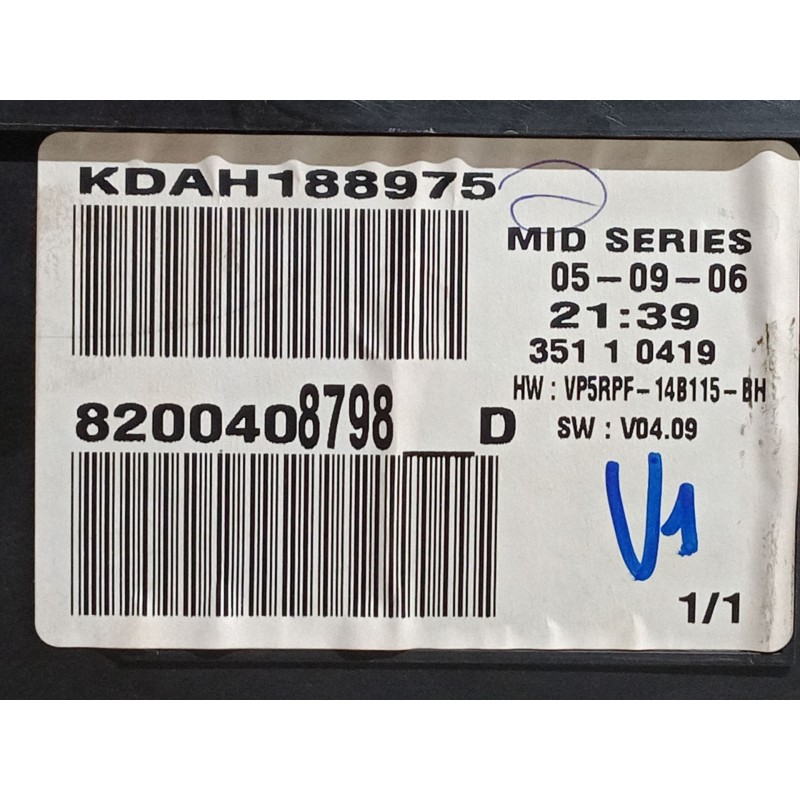 KDAH188975
MID SERIES
05-09-06
21:39
351 1 0419
HW : VP5RPF-14B115-BH
8200408798__D
SW : V04.09
V1
1/1